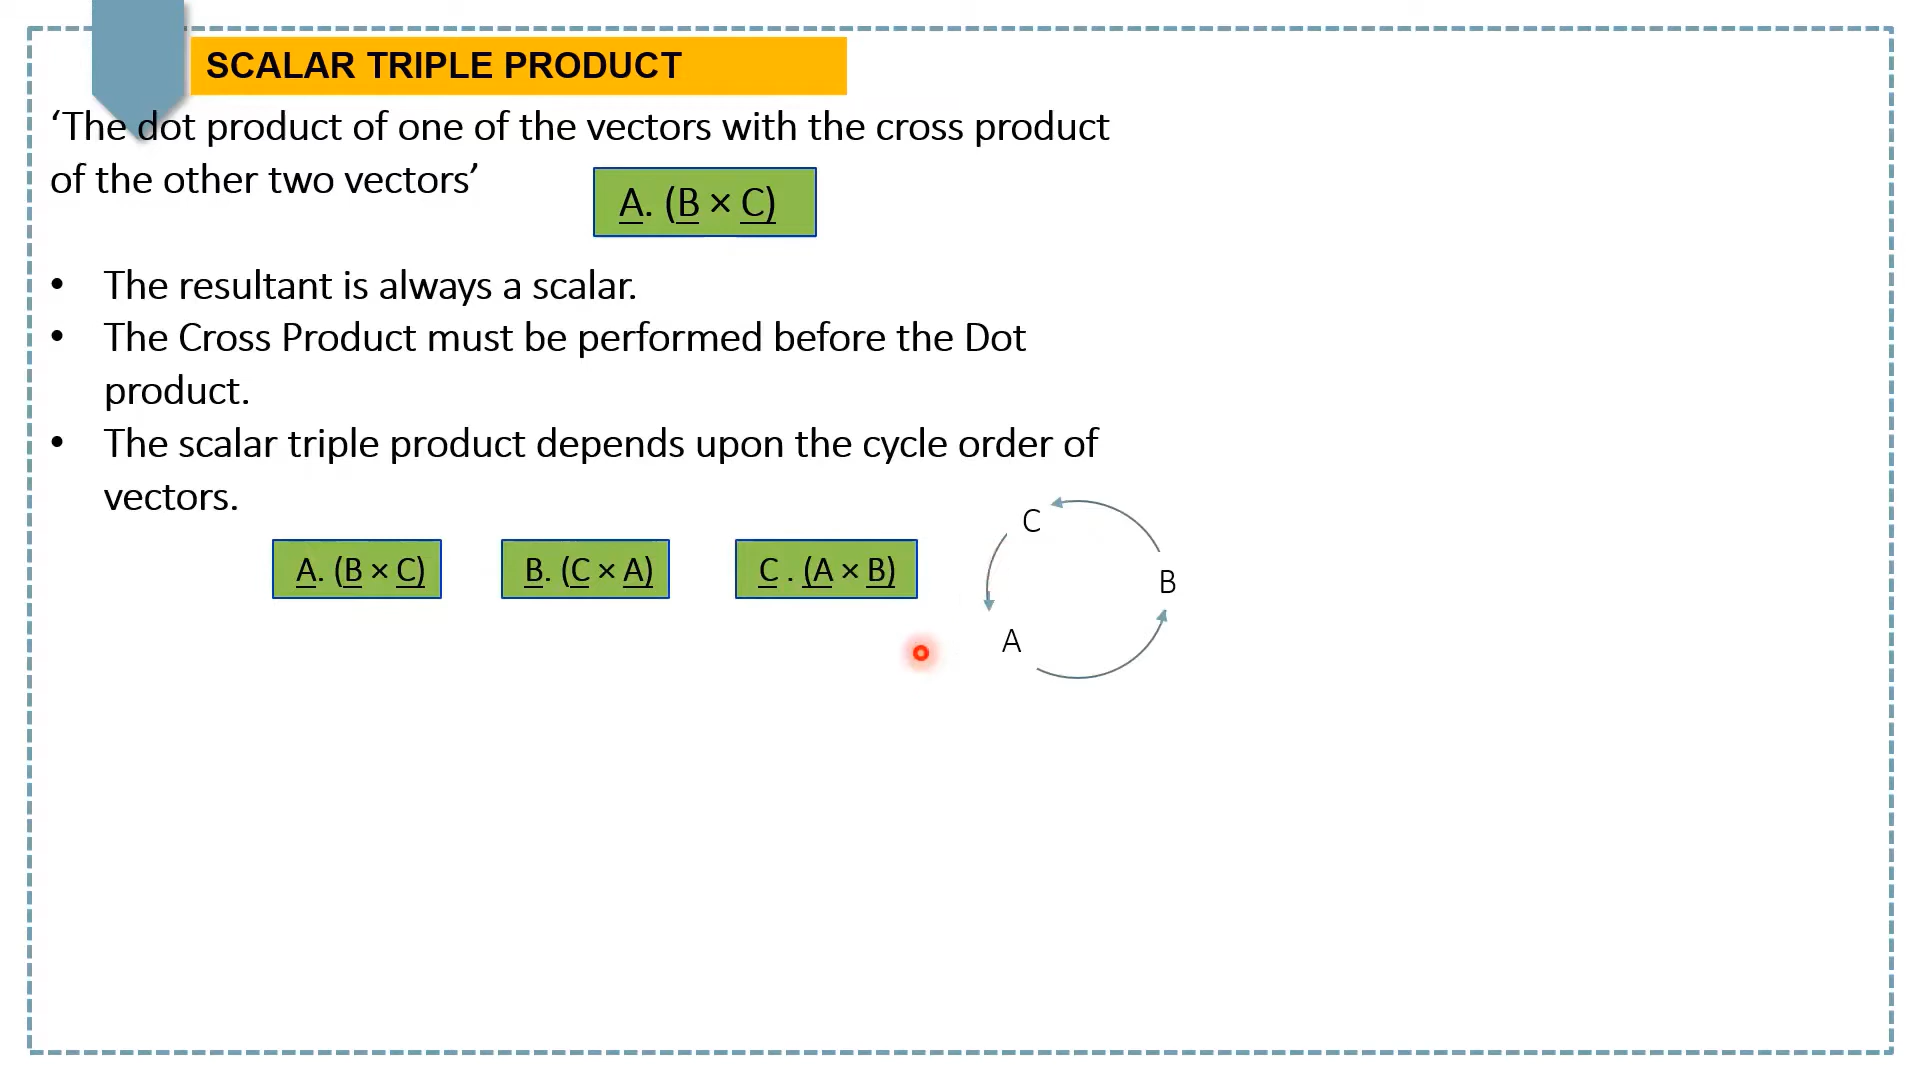 SCALAR TRIPLE PRODUCT
‘The dot product of one of the vectors with the cross product
of the other two vectors’
A. (B × C)
• The resultant is always a scalar.
• The Cross Product must be performed before the Dot
product.
• The scalar triple product depends upon the cycle order of
vectors.
A. (B × C) B. (C × A) C . (A × B)
C
B
A